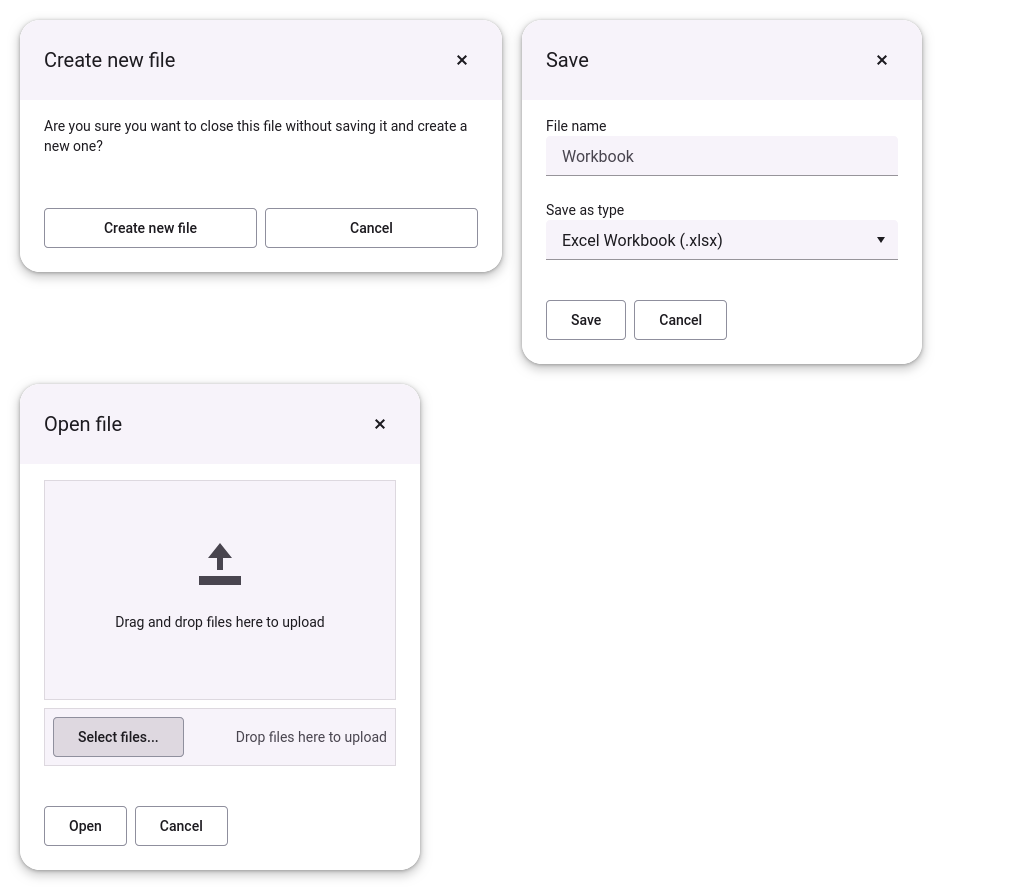 Create new file
Are you sure you want to close this file without saving it and create a
new one?
Create new file
Cancel
Save
File name
Workbook
Save as type
Excel Workbook (.xlsx)
Save
Cancel
Open file
Drag and drop files here to upload
Select files...
Drop files here to upload
Open
Cancel